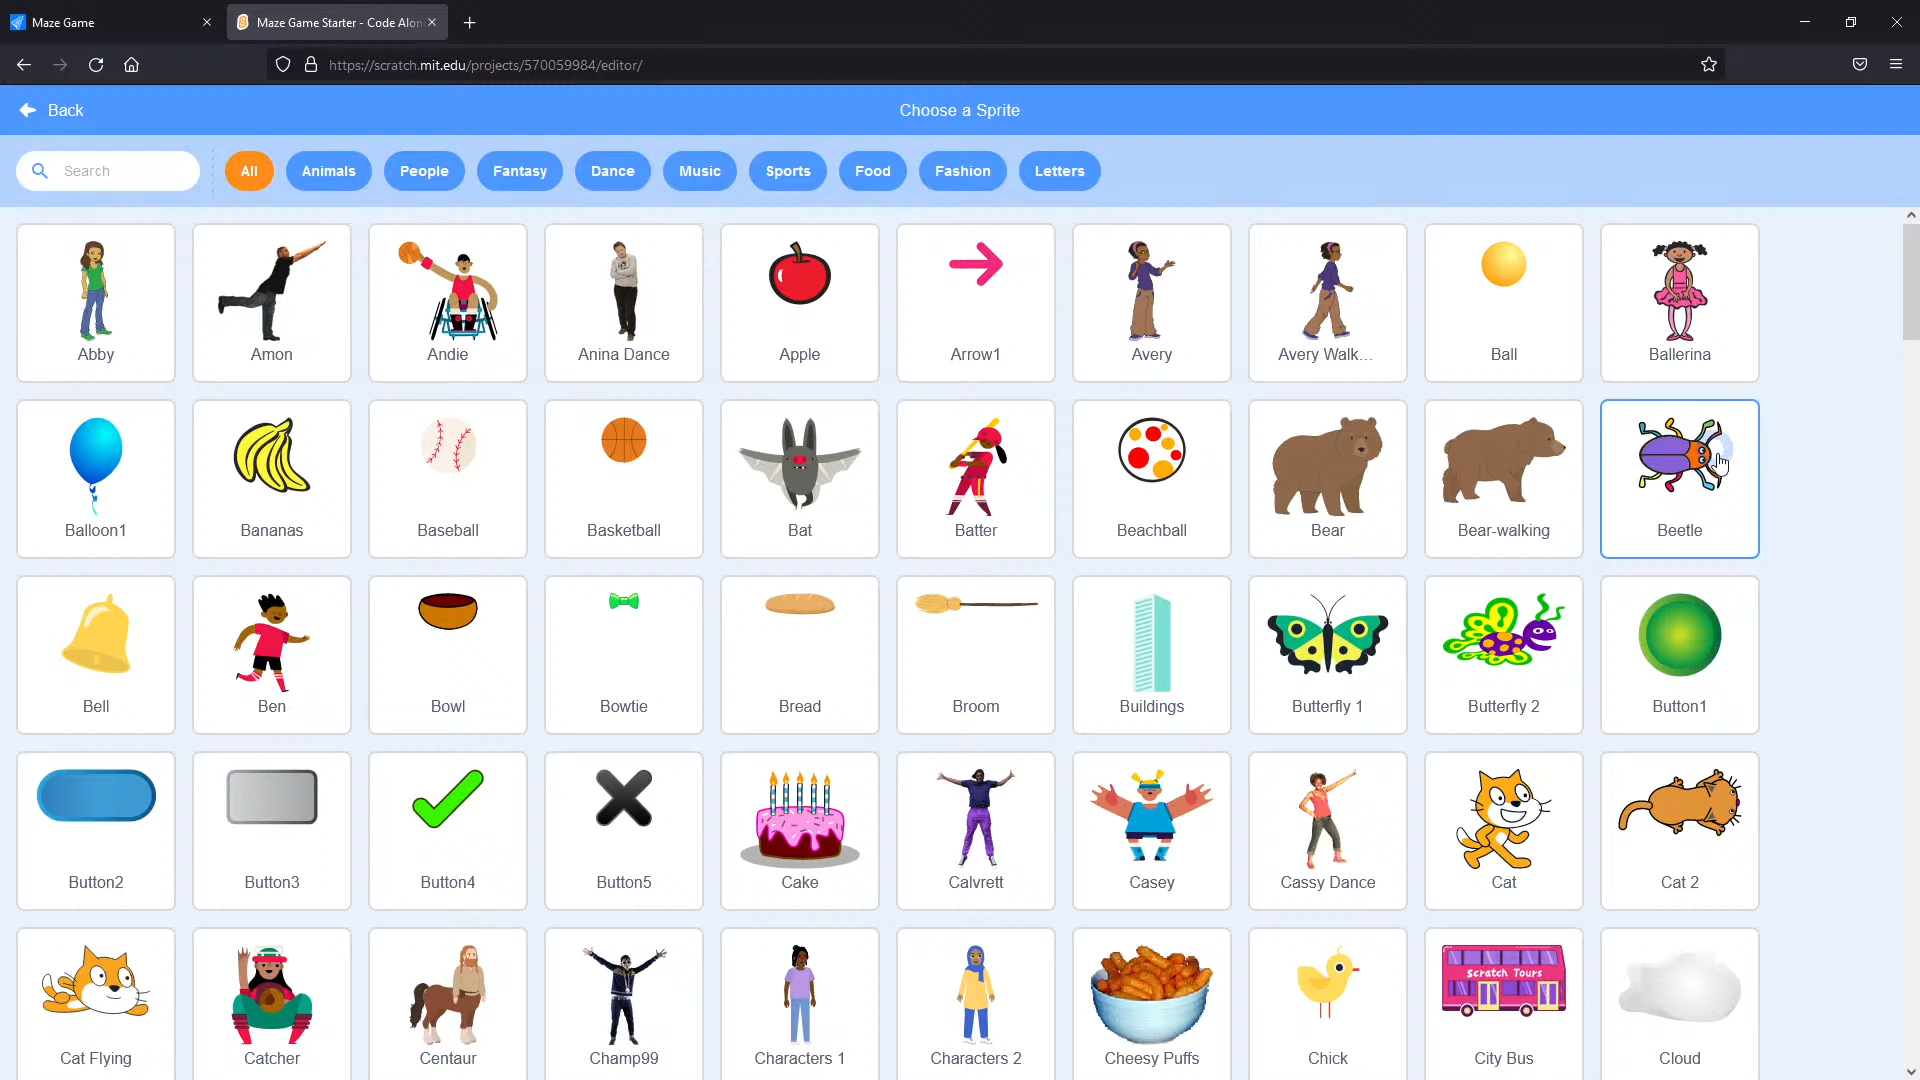 Maze Game
Maze Game Starter - Code Alon
https://scratch.mit.edu/projects/570059984/editor/
Back
Choose a Sprite
Search
All
Animals
People
Fantasy
Dance
Music
Sports
Food
Fashion
Letters
Abby
Amon
Andie
Anina Dance
Apple
Arrow1
Avery
Avery Walk...
Ball
Ballerina
Balloon1
Bananas
Baseball
Basketball
Bat
Batter
Beachball
Bear
Bear-walking
Beetle
Bell
Ben
Bowl
Bowtie
Bread
Broom
Buildings
Butterfly 1
Butterfly 2
Button1
Button2
Button3
Button4
Button5
Cake
Calvrett
Casey
Cassy Dance
Cat
Cat 2
Scratch Tours
Cat Flying
Catcher
Centaur
Champ99
Characters 1
Characters 2
Cheesy Puffs
Chick
City Bus
Cloud